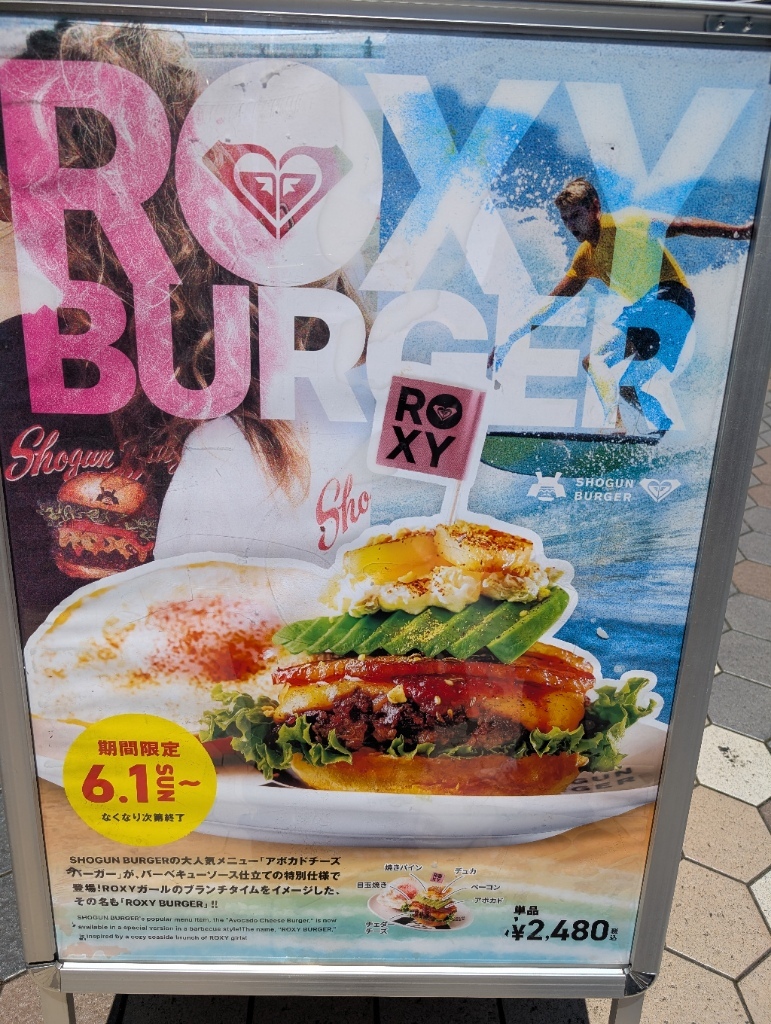 ROXY
BURGER
ROXY
Shogun
Sho
ROXY
SHOGUN
BURGER
期間限定
6.1 SUN～
なくなり次第終了
SHOGUN BURGERの大人気メニュー「アボカドチーズ
バーガー」が、バーベキューソース仕立ての特別仕様で
登場！ROXYガールのブランチタイムをイメージした、
その名も「ROXY BURGER」!!
SHOGUN BURGER's popular menu item, the "Avocado Cheese Burger," is now
available in a special version in a barbecue style!The name, "ROXY BURGER,"
is inspired by a cozy seaside brunch of ROXY girls!
焼きパイン
デュカ
目玉焼き
ベーコン
アボカド
チェダー
チーズ
単品
¥2,480税込